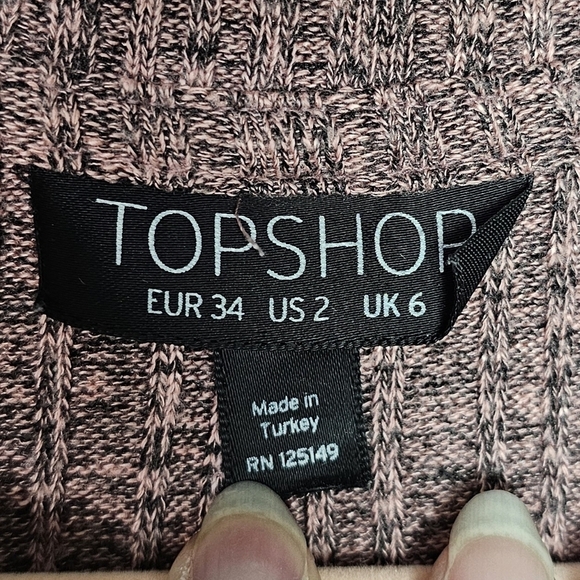 TOPSHOP
EUR 34 US 2 UK 6
Made in
Turkey
RN 125149